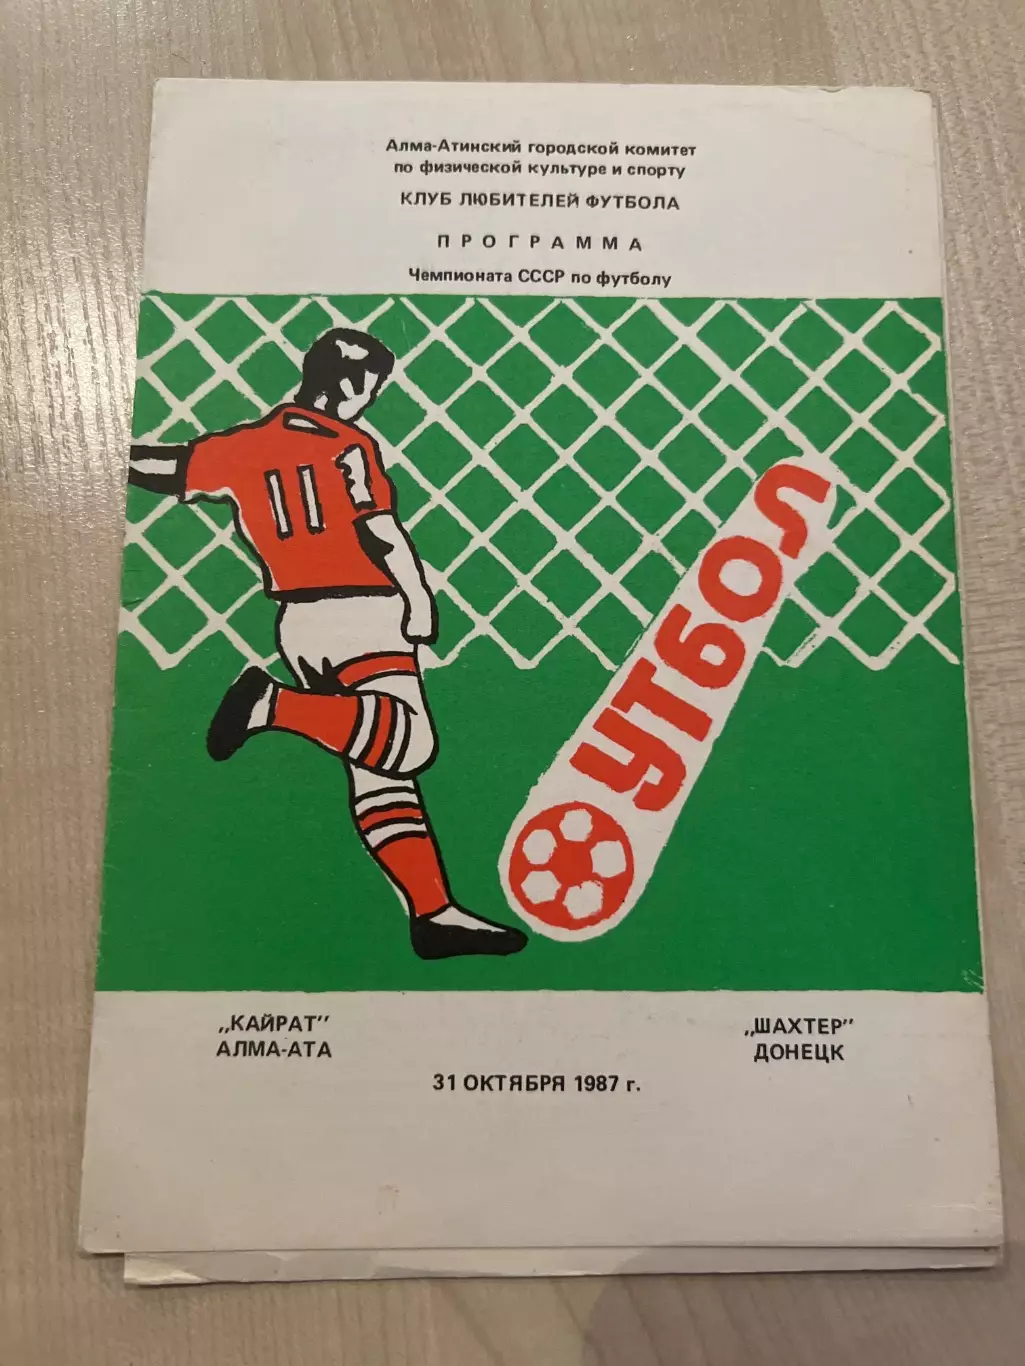 Алма-Атинский городской комитет
по физической культуре и спорту
КЛУБ ЛЮБИТЕЛЕЙ ФУТБОЛА
ПРОГРАММА
Чемпионата СССР по футболу
11
1
УТБОЛ
„КАЙРАТ"
АЛМА-АТА
„ШАХТЕР"
ДОНЕЦК
31 ОКТЯБРЯ 1987 г.